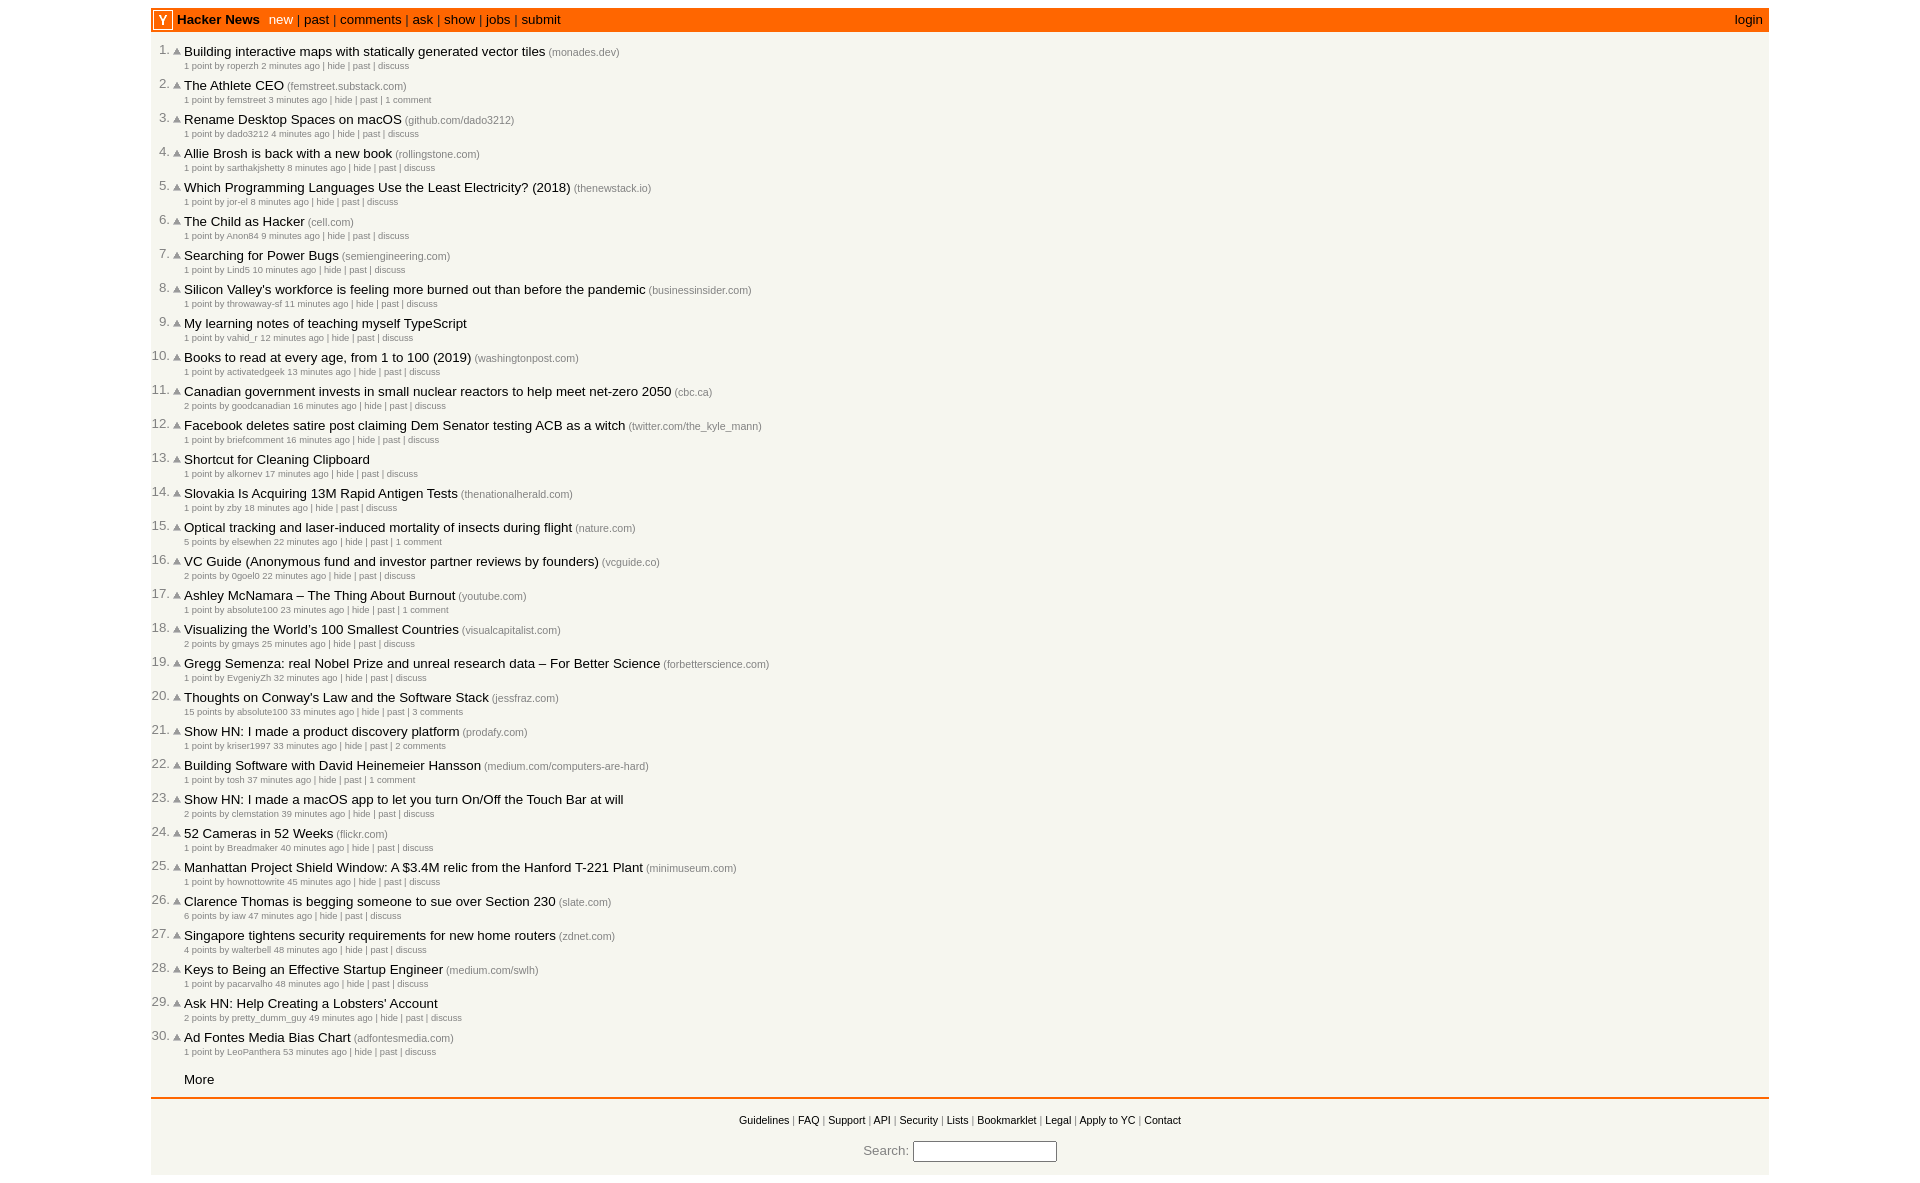 Y Hacker News new | past | comments | ask | show | jobs | submit login
1. Building interactive maps with statically generated vector tiles (monades.dev)
1 point by roperzh 2 minutes ago | hide | past | discuss
2. The Athlete CEO (femstreet.substack.com)
1 point by femstreet 3 minutes ago | hide | past | 1 comment
3. Rename Desktop Spaces on macOS (github.com/dado3212)
1 point by dado3212 4 minutes ago | hide | past | discuss
4. Allie Brosh is back with a new book (rollingstone.com)
1 point by sarthakjshetty 8 minutes ago | hide | past | discuss
5. Which Programming Languages Use the Least Electricity? (2018) (thenewstack.io)
1 point by jor-el 8 minutes ago | hide | past | discuss
6. The Child as Hacker (cell.com)
1 point by Anon84 9 minutes ago | hide | past | discuss
7. Searching for Power Bugs (semiengineering.com)
1 point by Lind5 10 minutes ago | hide | past | discuss
8. Silicon Valley's workforce is feeling more burned out than before the pandemic (businessinsider.com)
1 point by throwaway-sf 11 minutes ago | hide | past | discuss
9. My learning notes of teaching myself TypeScript
1 point by vahid_r 12 minutes ago | hide | past | discuss
10. Books to read at every age, from 1 to 100 (2019) (washingtonpost.com)
1 point by activatedgeek 13 minutes ago | hide | past | discuss
11. Canadian government invests in small nuclear reactors to help meet net-zero 2050 (cbc.ca)
2 points by goodcanadian 16 minutes ago | hide | past | discuss
12. Facebook deletes satire post claiming Dem Senator testing ACB as a witch (twitter.com/the_kyle_mann)
1 point by briefcomment 16 minutes ago | hide | past | discuss
13. Shortcut for Cleaning Clipboard
1 point by alkornev 17 minutes ago | hide | past | discuss
14. Slovakia Is Acquiring 13M Rapid Antigen Tests (thenationalherald.com)
1 point by zby 18 minutes ago | hide | past | discuss
15. Optical tracking and laser-induced mortality of insects during flight (nature.com)
5 points by elsewhen 22 minutes ago | hide | past | 1 comment
16. VC Guide (Anonymous fund and investor partner reviews by founders) (vcguide.co)
2 points by 0goel0 22 minutes ago | hide | past | discuss
17. Ashley McNamara – The Thing About Burnout (youtube.com)
1 point by absolute100 23 minutes ago | hide | past | 1 comment
18. Visualizing the World’s 100 Smallest Countries (visualcapitalist.com)
2 points by gmays 25 minutes ago | hide | past | discuss
19. Gregg Semenza: real Nobel Prize and unreal research data – For Better Science (forbetterscience.com)
1 point by EvgeniyZh 32 minutes ago | hide | past | discuss
20. Thoughts on Conway's Law and the Software Stack (jessfraz.com)
15 points by absolute100 33 minutes ago | hide | past | 3 comments
21. Show HN: I made a product discovery platform (prodafy.com)
1 point by kriser1997 33 minutes ago | hide | past | 2 comments
22. Building Software with David Heinemeier Hansson (medium.com/computers-are-hard)
1 point by tosh 37 minutes ago | hide | past | 1 comment
23. Show HN: I made a macOS app to let you turn On/Off the Touch Bar at will
2 points by clemstation 39 minutes ago | hide | past | discuss
24. 52 Cameras in 52 Weeks (flickr.com)
1 point by Breadmaker 40 minutes ago | hide | past | discuss
25. Manhattan Project Shield Window: A $3.4M relic from the Hanford T-221 Plant (minimuseum.com)
1 point by hownottowrite 45 minutes ago | hide | past | discuss
26. Clarence Thomas is begging someone to sue over Section 230 (slate.com)
6 points by iaw 47 minutes ago | hide | past | discuss
27. Singapore tightens security requirements for new home routers (zdnet.com)
4 points by walterbell 48 minutes ago | hide | past | discuss
28. Keys to Being an Effective Startup Engineer (medium.com/swlh)
1 point by pacarvalho 48 minutes ago | hide | past | discuss
29. Ask HN: Help Creating a Lobsters' Account
2 points by pretty_dumm_guy 49 minutes ago | hide | past | discuss
30. Ad Fontes Media Bias Chart (adfontesmedia.com)
1 point by LeoPanthera 53 minutes ago | hide | past | discuss
More
Guidelines | FAQ | Support | API | Security | Lists | Bookmarklet | Legal | Apply to YC | Contact
Search: